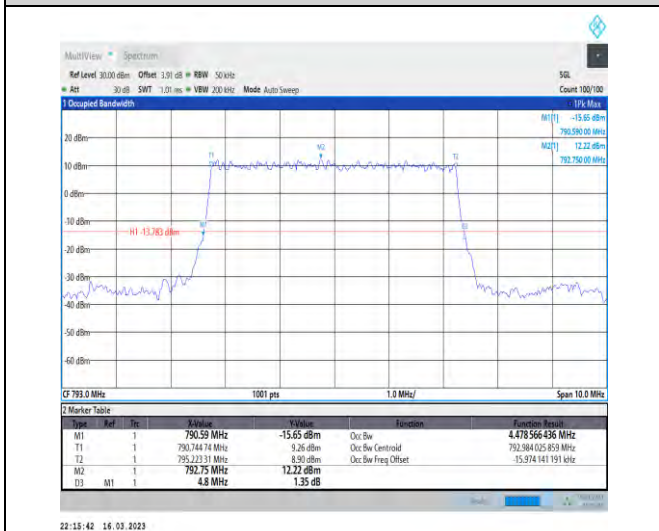 MultiView Spectrum
Ref Level 30.00 dBm Offset 3.91 dB RBW 50 kHz SGL
Att 30 dB SWT 1.01 ms VBW 200 kHz Mode Auto Sweep Count 100/100
1 Occupied Bandwidth 1Pk Max
M1[1] -15.65 dBm
790.590 00 MHz
M2[1] 12.22 dBm
792.750 00 MHz
20 dBm
T1 M2 T2
10 dBm
0 dBm
-10 dBm
M1 D3
H1 -13.783 dBm
-20 dBm
-30 dBm
-40 dBm
-50 dBm
-60 dBm
CF 793.0 MHz 1001 pts 1.0 MHz/ Span 10.0 MHz
2 Marker Table
Type Ref Trc X-Value Y-Value Function Function Result
M1 1 790.59 MHz -15.65 dBm Occ Bw 4.478 566 436 MHz
T1 1 790.744 74 MHz 9.26 dBm Occ Bw Centroid 792.984 025 859 MHz
T2 1 795.223 31 MHz 8.90 dBm Occ Bw Freq Offset -15.974 141 191 kHz
M2 1 792.75 MHz 12.22 dBm
D3 M1 1 4.8 MHz 1.35 dB
22:15:42 16.03.2023